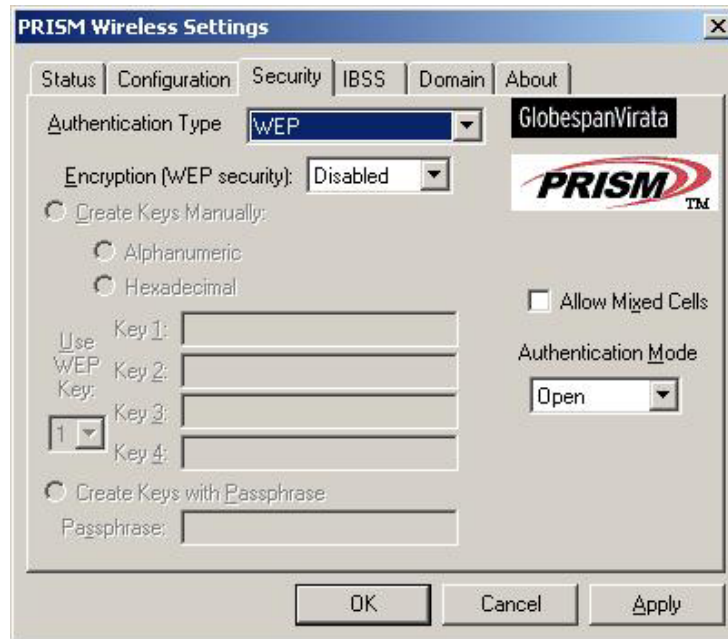 PRISM Wireless Settings
Status Configuration Security IBSS Domain About
Authentication Type WEP
GlobespanVirata
Encryption (WEP security): Disabled
PRISM TM
Create Keys Manually:
Alphanumeric
Hexadecimal
Allow Mixed Cells
Use WEP Key:
1
Key 1:
Key 2:
Key 3:
Key 4:
Authentication Mode
Open
Create Keys with Passphrase
Passphrase:
OK Cancel Apply